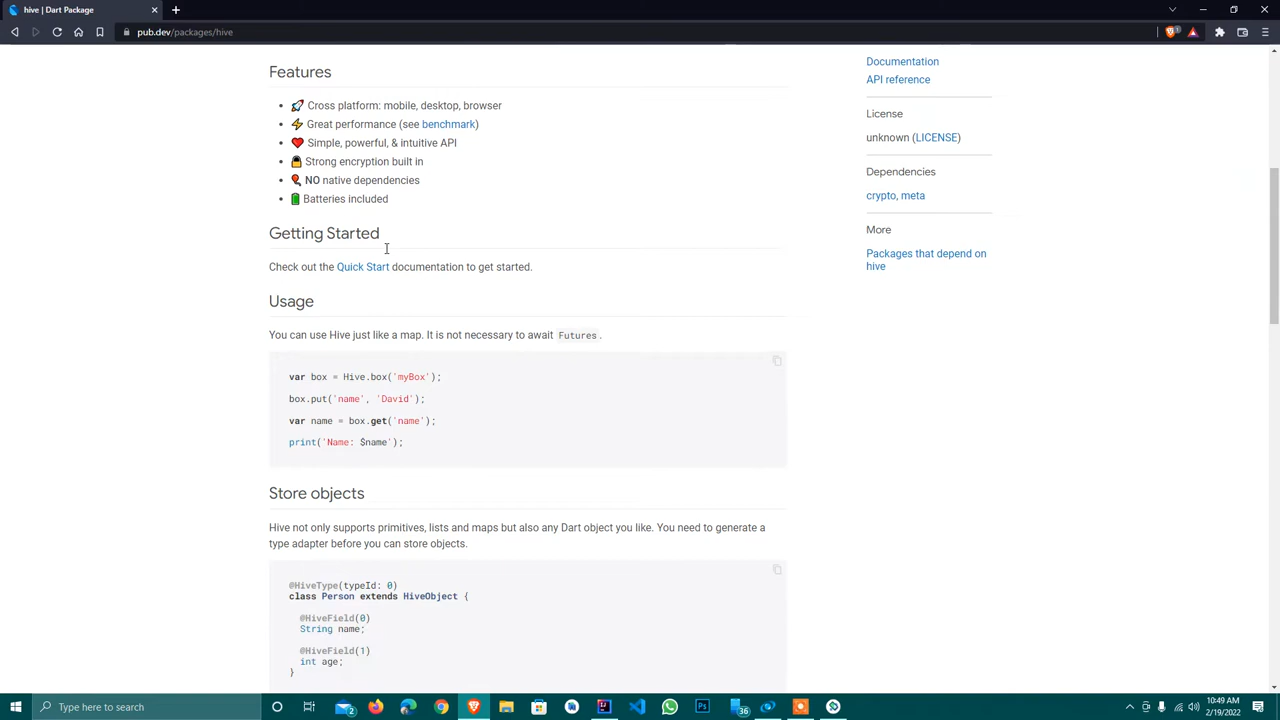 hive | Dart Package
pub.dev/packages/hive
Features
Cross platform: mobile, desktop, browser
Great performance (see benchmark)
Simple, powerful, & intuitive API
Strong encryption built in
NO native dependencies
Batteries included
Getting Started
Check out the Quick Start documentation to get started.
Usage
You can use Hive just like a map. It is not necessary to await Futures.
var box = Hive.box('myBox');
box.put('name', 'David');
var name = box.get('name');
print('Name: $name');
Store objects
Hive not only supports primitives, lists and maps but also any Dart object you like. You need to generate a
type adapter before you can store objects.
@HiveType(typeId: 0)
class Person extends HiveObject {
@HiveField(0)
String name;
@HiveField(1)
int age;
}
Documentation
API reference
License
unknown (LICENSE)
Dependencies
crypto, meta
More
Packages that depend on
hive
Type here to search
2
Ps
36
10:49 AM
2/19/2022